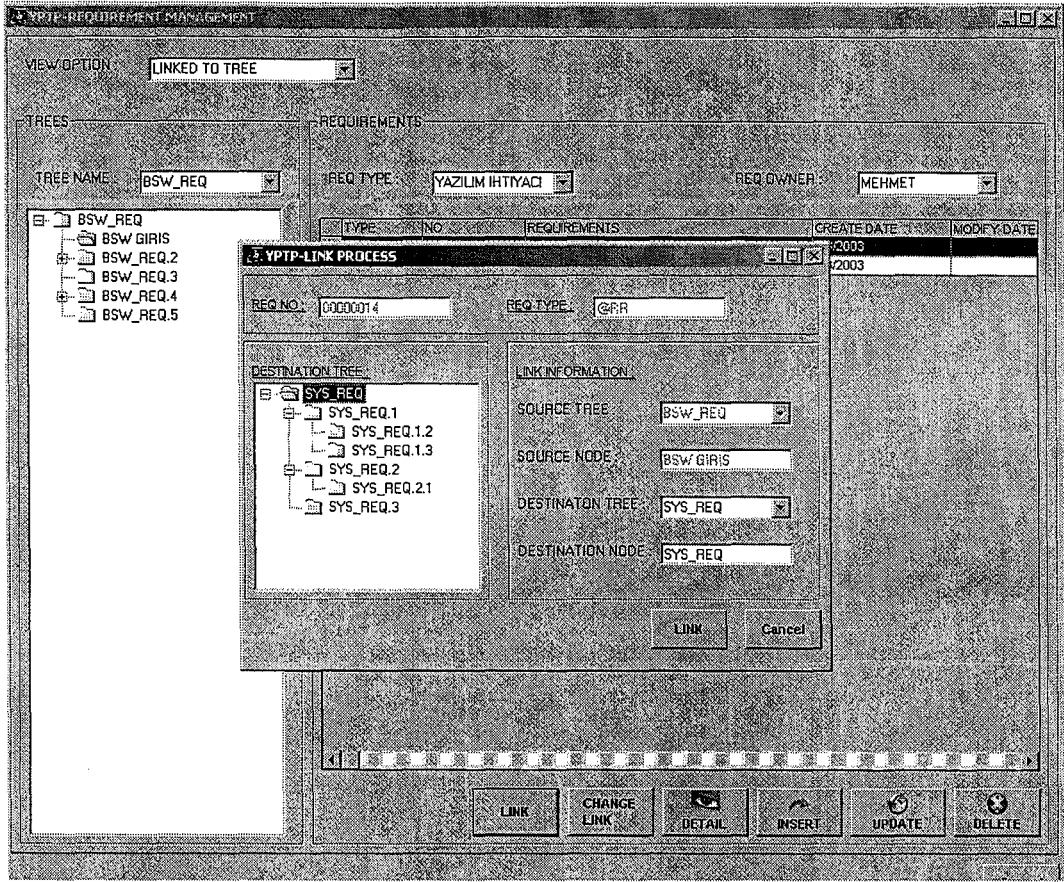 YPTP-REQUIREMENT MANAGEMENT
VIEW OPTION : LINKED TO TREE
TREES
REQUIREMENTS
TREE NAME : BSW_REQ
REQ TYPE : YAZILIM IHTIYACI
REQ OWNER : MEHMET
BSW_REQ
BSW GIRIS
BSW_REQ.2
BSW_REQ.3
BSW_REQ.4
BSW_REQ.5
TYPE NO REQUIREMENTS CREATE DATE MODIFY DATE
/2003
/2003
YPTP-LINK PROCESS
REQ NO : 00000014
REQ TYPE :
DESTINATION TREE :
SYS_REQ
SYS_REQ.1
SYS_REQ.1.2
SYS_REQ.1.3
SYS_REQ.2
SYS_REQ.2.1
SYS_REQ.3
LINK INFORMATION :
SOURCE TREE : BSW_REQ
SOURCE NODE : BSW GIRIS
DESTINATON TREE : SYS_REQ
DESTINATION NODE : SYS_REQ
LINK
Cancel
LINK
CHANGE LINK
DETAIL
INSERT
UPDATE
DELETE